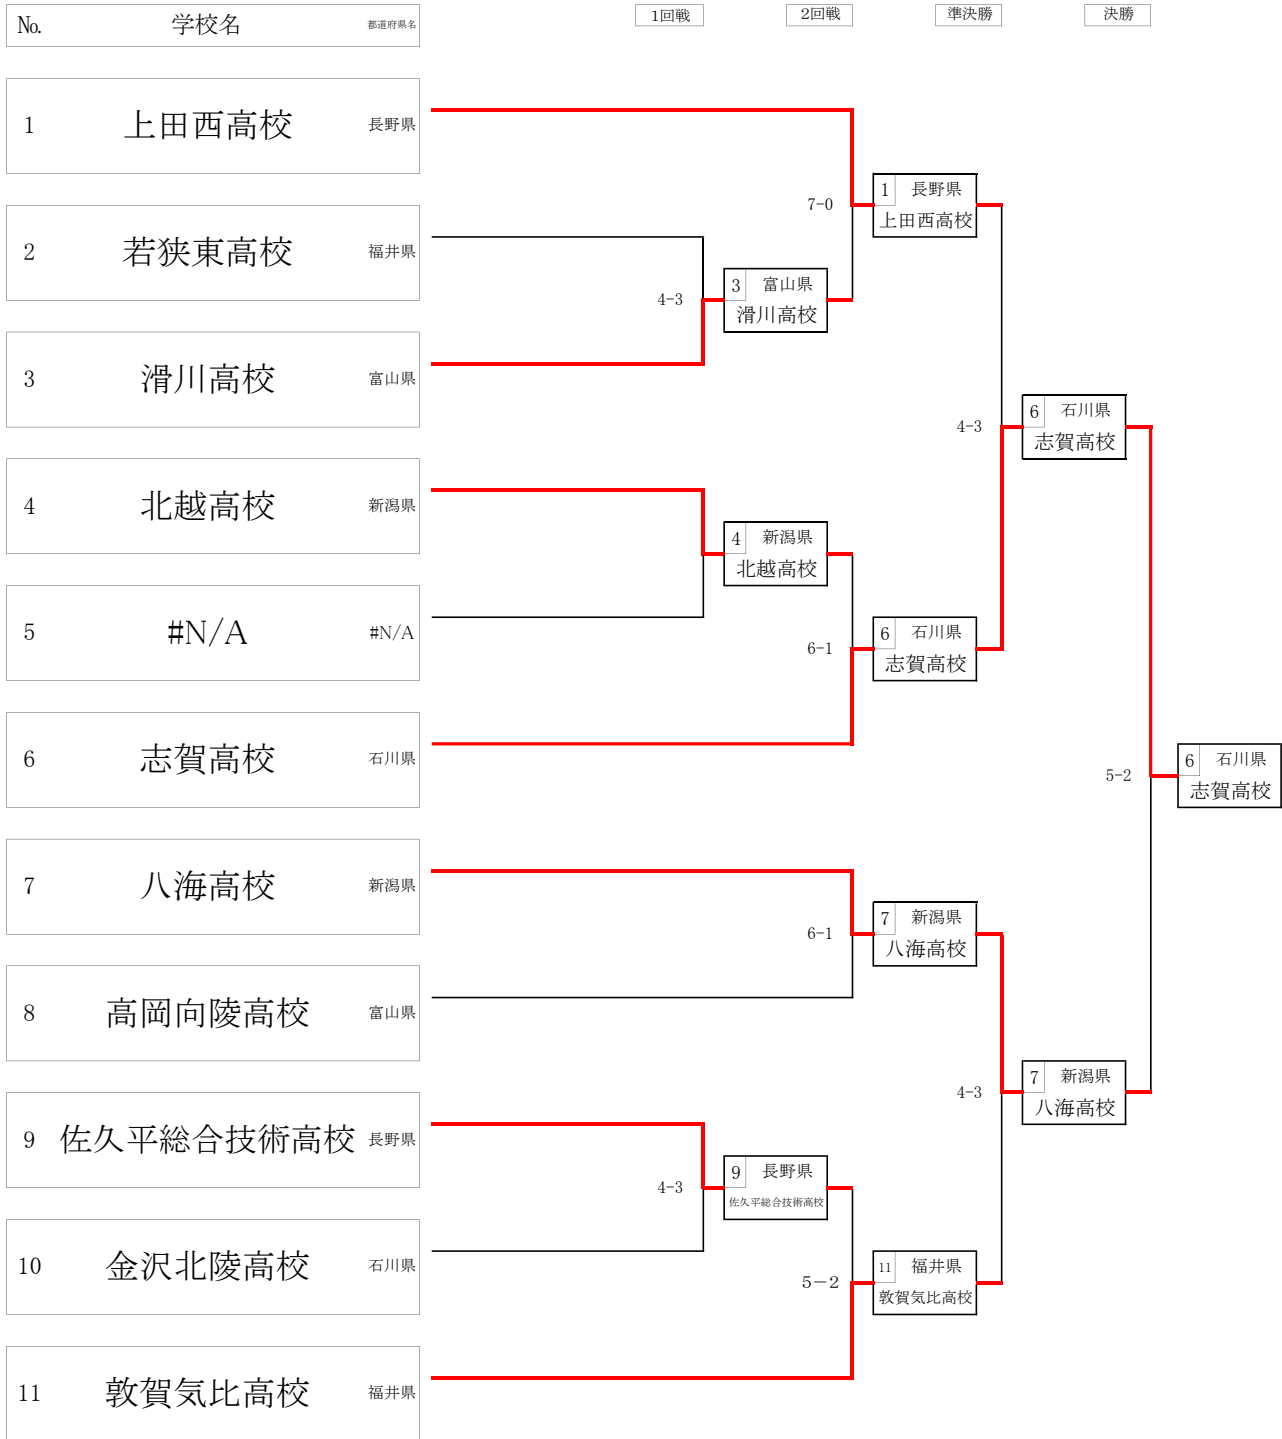 No. 学校名 都道府県名 1回戦 2回戦 準決勝 決勝
1 上田西高校 長野県
7-0
1 長野県
上田西高校
2 若狭東高校 福井県
4-3
3 富山県
滑川高校
3 滑川高校 富山県
4-3
6 石川県
志賀高校
4 北越高校 新潟県
4 新潟県
北越高校
5 #N/A #N/A
6-1
6 石川県
志賀高校
6 志賀高校 石川県
5-2
6 石川県
志賀高校
7 八海高校 新潟県
6-1
7 新潟県
八海高校
8 高岡向陵高校 富山県
4-3
7 新潟県
八海高校
9 佐久平総合技術高校 長野県
4-3
9 長野県
佐久平総合技術高校
10 金沢北陵高校 石川県
5−2
11 福井県
敦賀気比高校
11 敦賀気比高校 福井県